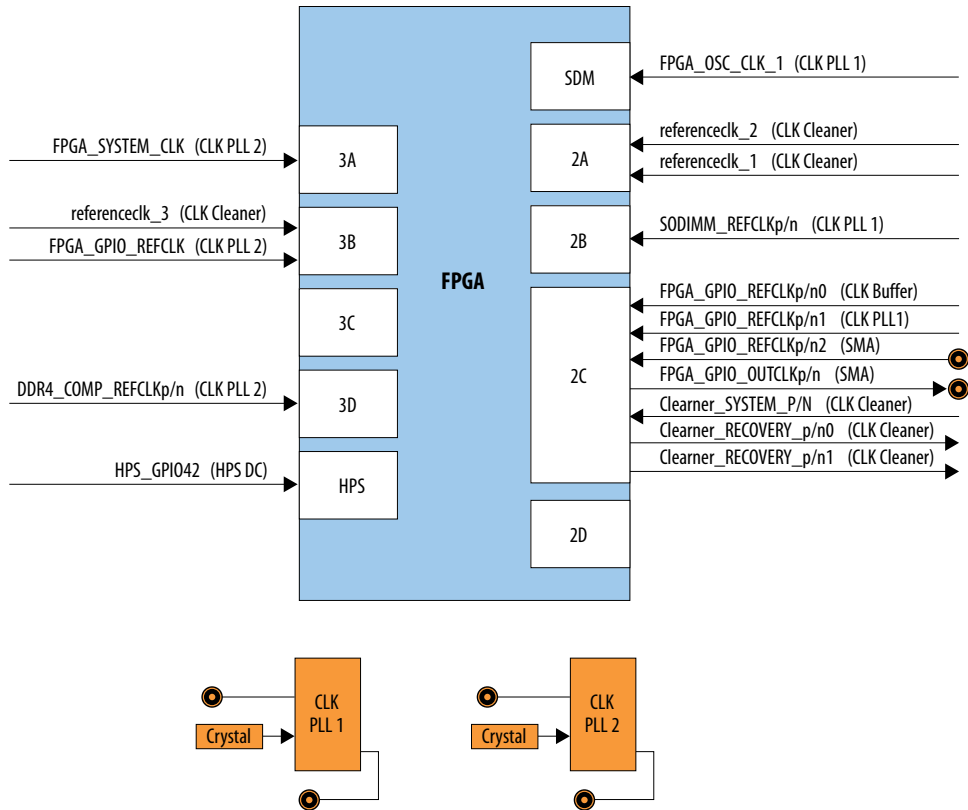 FPGA_OSC_CLK_1 (CLK PLL 1)
SDM
FPGA_SYSTEM_CLK (CLK PLL 2)
3A
2A
referenceclk_2 (CLK Cleaner)
referenceclk_1 (CLK Cleaner)
referenceclk_3 (CLK Cleaner)
FPGA_GPIO_REFCLK (CLK PLL 2)
3B
2B
SODIMM_REFCLKp/n (CLK PLL 1)
FPGA
3C
2C
FPGA_GPIO_REFCLKp/n0 (CLK Buffer)
FPGA_GPIO_REFCLKp/n1 (CLK PLL1)
FPGA_GPIO_REFCLKp/n2 (SMA)
FPGA_GPIO_OUTCLKp/n (SMA)
Clearner_SYSTEM_P/N (CLK Cleaner)
Clearner_RECOVERY_p/n0 (CLK Cleaner)
Clearner_RECOVERY_p/n1 (CLK Cleaner)
DDR4_COMP_REFCLKp/n (CLK PLL 2)
3D
HPS_GPIO42 (HPS DC)
HPS
2D
CLK
PLL 1
Crystal
CLK
PLL 2
Crystal